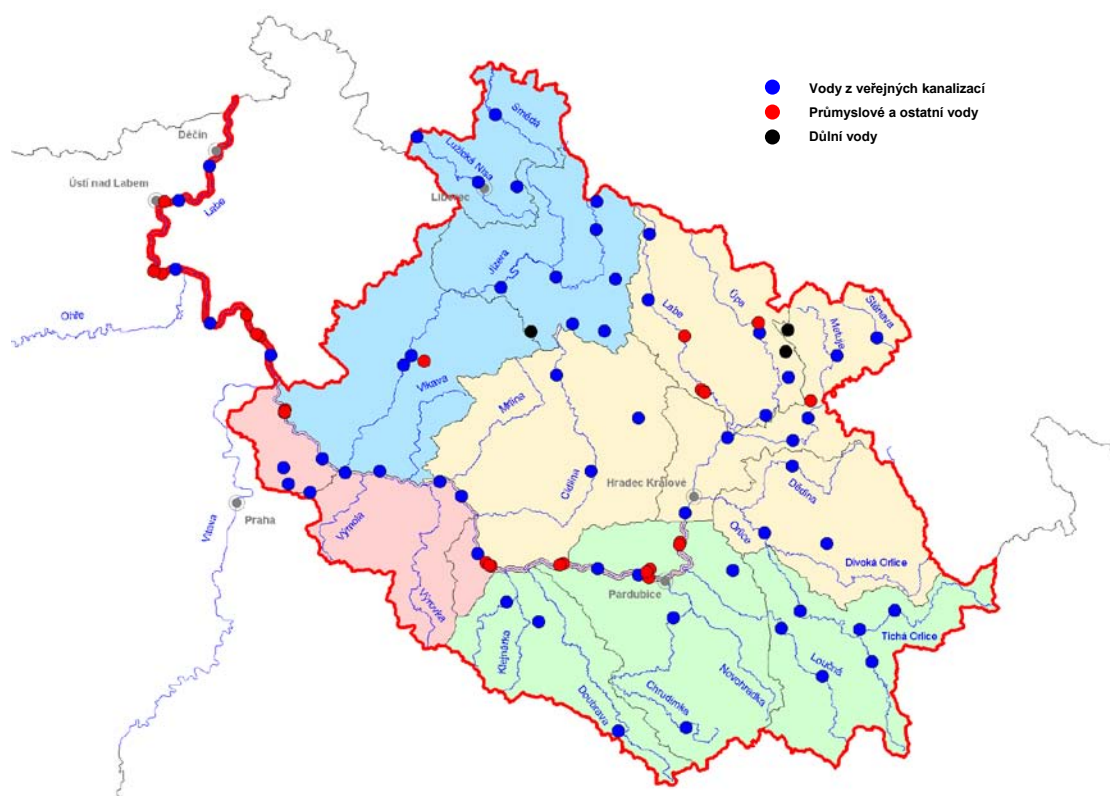 Vody z veřejných kanalizací
Průmyslové a ostatní vody
Důlní vody
Děčín
Ústí nad Labem
Labe
Ohře
Smědá
Lužická Nisa
Liberec
Jizera
Labe
Úpa
Stěnava
Metuje
Vlkava
Mrlina
Cidlina
Hradec Králové
Dědina
Orlice
Divoká Orlice
Vltava
Praha
Výmola
Výrovka
Pardubice
Tichá Orlice
Klejnárka
Doubrava
Chrudimka
Novohradka
Loučná